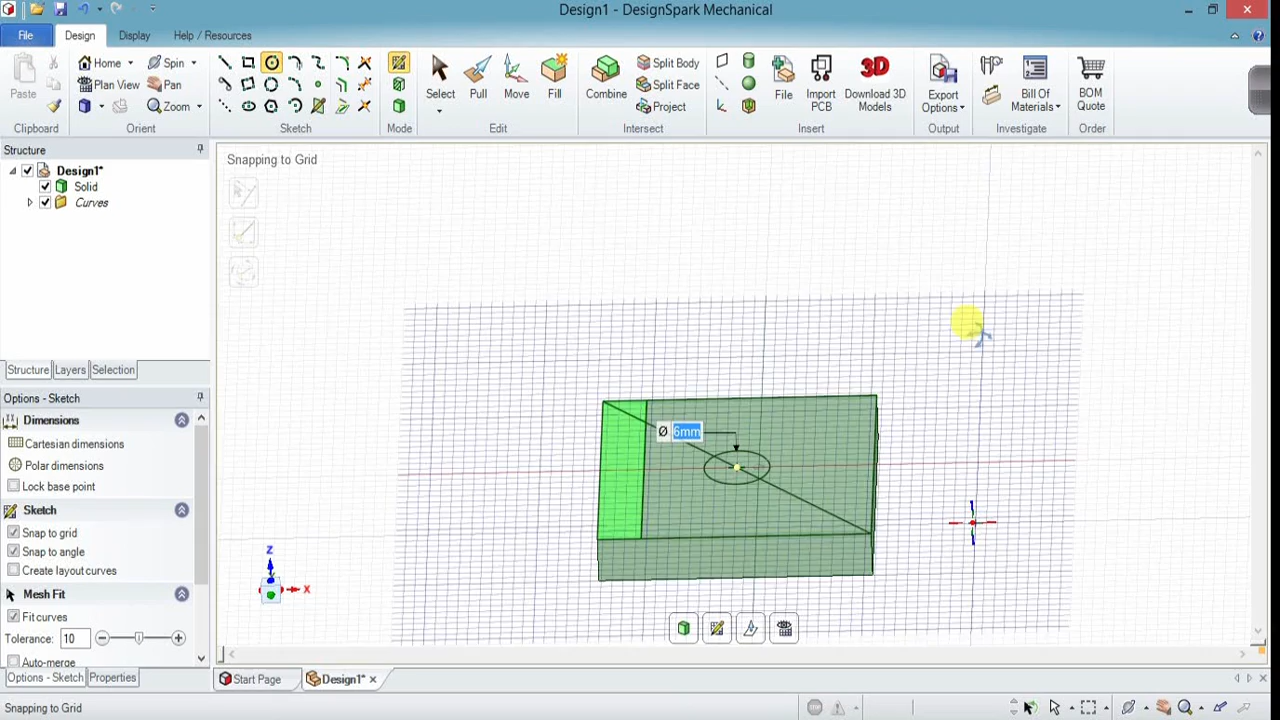 Design1 - DesignSpark Mechanical
File Design Display Help / Resources
Paste
Home
Plan View
Spin
Pan
Zoom
Select
Pull
Move
Fill
Combine
Split Body
Split Face
Project
File
Import PCB
3D
Download 3D Models
Export Options
Bill Of Materials
BOM Quote
Clipboard Orient Sketch Mode Edit Intersect Insert Output Investigate Order
Structure
Design1*
Solid
Curves
Structure Layers Selection
Options - Sketch
Dimensions
Cartesian dimensions
Polar dimensions
Lock base point
Sketch
Snap to grid
Snap to angle
Create layout curves
Mesh Fit
Fit curves
Tolerance: 10
Auto-merge
Options - Sketch Properties
Snapping to Grid
Ø 6mm
Z
X
Start Page Design1*
Snapping to Grid